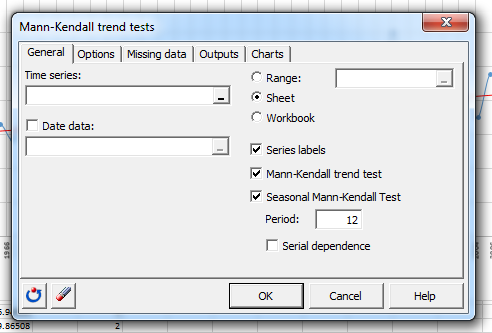 Mann-Kendall trend tests
General Options Missing data Outputs Charts
Time series:
Date data:
Range:
Sheet
Workbook
Series labels
Mann-Kendall trend test
Seasonal Mann-Kendall Test
Period: 12
Serial dependence
OK Cancel Help
9.86508 2